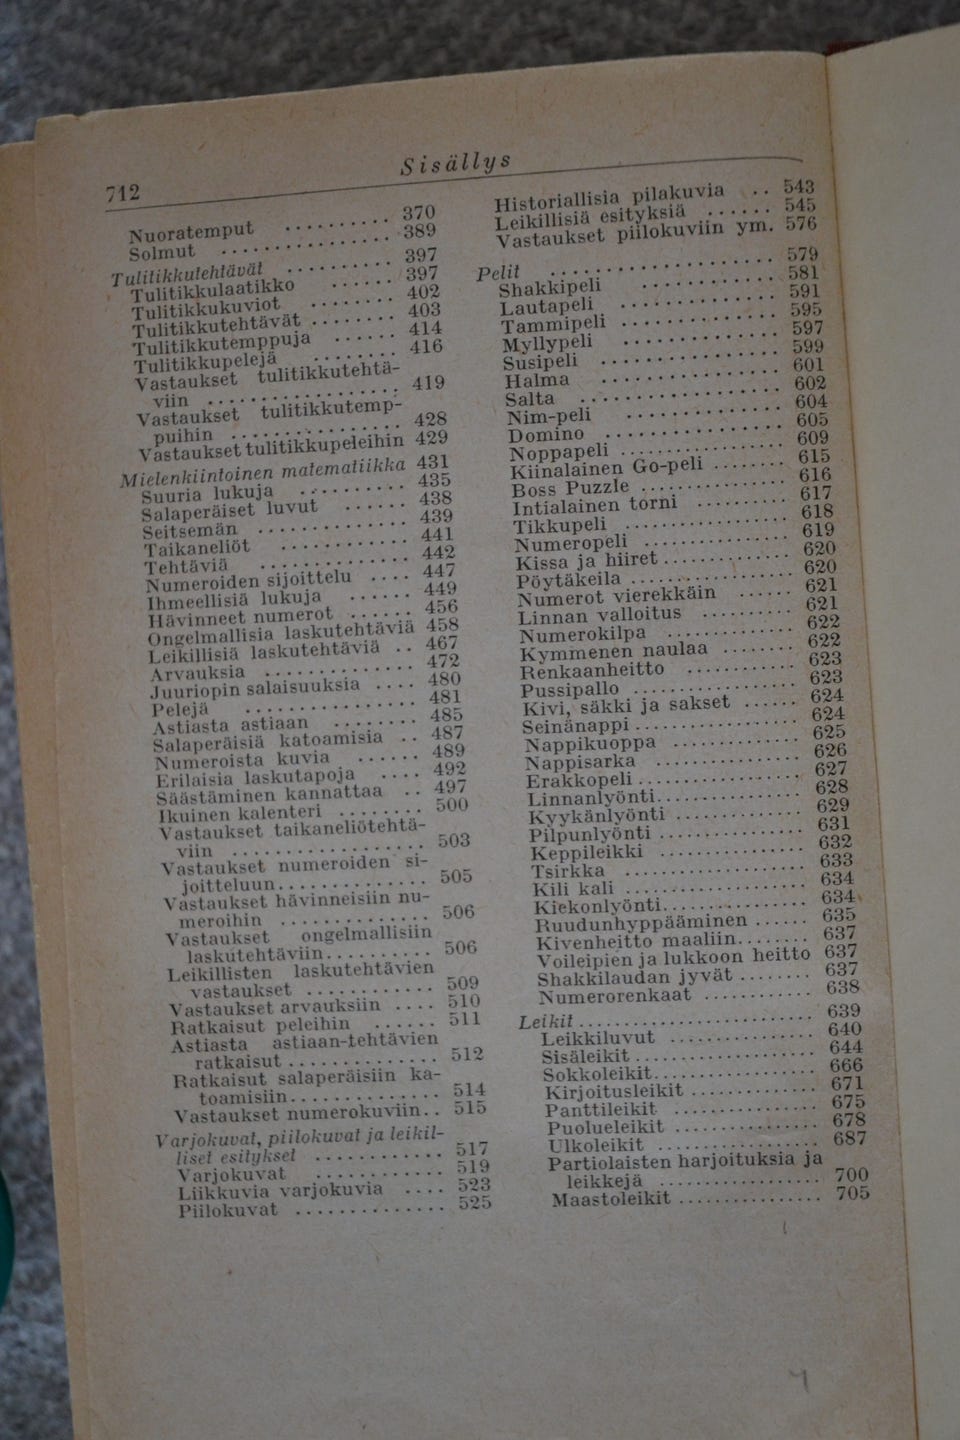 712
Sisällys
Nuoratemput ......... 370
Solmut ............... 389
Tulitikkutehtävät .......... 397
Tulitikkulaatikko ...... 397
Tulitikkukuviot ........ 402
Tulitikkutehtävät ........ 403
Tulitikkutemppuja ...... 414
Tulitikkupelejä ........ 416
Vastaukset tulitikkutehtä-
viin .................. 419
Vastaukset tulitikkutemp-
puihin ............... 428
Vastaukset tulitikkupeleihin 429
Mielenkiintoinen matematiikka 431
Suuria lukuja ......... 435
Salaperäiset luvut ...... 438
Seitsemän ............. 439
Taikaneliöt ............ 441
Tehtäviä .............. 442
Numeroiden sijoittelu .... 447
Ihmeellisiä lukuja ...... 449
Hävinneet numerot ...... 456
Ongelmallisia laskutehtäviä 458
Leikillisiä laskutehtäviä .. 467
Arvauksia ............. 472
Juuriopin salaisuuksia .... 480
Pelejä ................ 481
Astiasta astiaan ........ 485
Salaperäisiä katoamisia .. 487
Numeroista kuvia ...... 489
Erilaisia laskutapoja .... 492
Säästäminen kannattaa .. 497
Ikuinen kalenteri ........ 500
Vastaukset taikaneliötehtä-
viin .................. 503
Vastaukset numeroiden si-
joitteluun.............. 505
Vastaukset hävinneisiin nu-
meroihin .............. 506
Vastaukset ongelmallisiin
laskutehtäviin.......... 506
Leikillisten laskutehtävien
vastaukset ............ 509
Vastaukset arvauksiin .... 510
Ratkaisut peleihin ...... 511
Astiasta astiaan-tehtävien
ratkaisut .............. 512
Ratkaisut salaperäisiin ka-
toamisiin.............. 514
Vastaukset numerokuviin.. 515
Varjokuvat, piilokuvat ja leikil-
liset esitykset ............ 517
Varjokuvat ............ 519
Liikkuvia varjokuvia .... 523
Piilokuvat .............. 525
Historiallisia pilakuvia .. 543
Leikillisiä esityksiä ...... 545
Vastaukset piilokuviin ym. 576
Pelit .................... 579
Shakkipeli ............ 581
Lautapeli .............. 591
Tammipeli ............. 595
Myllypeli .............. 597
Susipeli ............... 599
Halma ................ 601
Salta ................. 602
Nim-peli .............. 604
Domino ............... 605
Noppapeli ............. 609
Kiinalainen Go-peli ........ 615
Boss Puzzle ............. 616
Intialainen torni ......... 617
Tikkupeli .............. 618
Numeropeli ............. 619
Kissa ja hiiret ............ 620
Pöytäkeila .............. 620
Numerot vierekkäin ...... 621
Linnan valloitus ......... 621
Numerokilpa ............ 622
Kymmenen naulaa ........ 622
Renkaanheitto ........... 623
Pussipallo .............. 623
Kivi, säkki ja sakset ...... 624
Seinänappi .............. 624
Nappikuoppa ............ 625
Nappisarka ............. 626
Erakkopeli .............. 627
Linnanlyönti............. 628
Kyykänlyönti ............ 629
Pilpunlyönti ............. 631
Keppileikki ............. 632
Tsirkka ................ 633
Kili kali ................ 634
Kiekonlyönti............. 634
Ruudunhyppääminen ...... 635
Kivenheitto maaliin........ 637
Voileipien ja lukkoon heitto 637
Shakkilaudan jyvät ........ 637
Numerorenkaat .......... 638
Leikit .................... 639
Leikkiluvut ............. 640
Sisäleikit ............... 644
Sokkoleikit.............. 666
Kirjoitusleikit ........... 671
Panttileikit ............. 675
Puolueleikit ............. 678
Ulkoleikit .............. 687
Partiolaisten harjoituksia ja
leikkejä ............... 700
Maastoleikit ............. 705